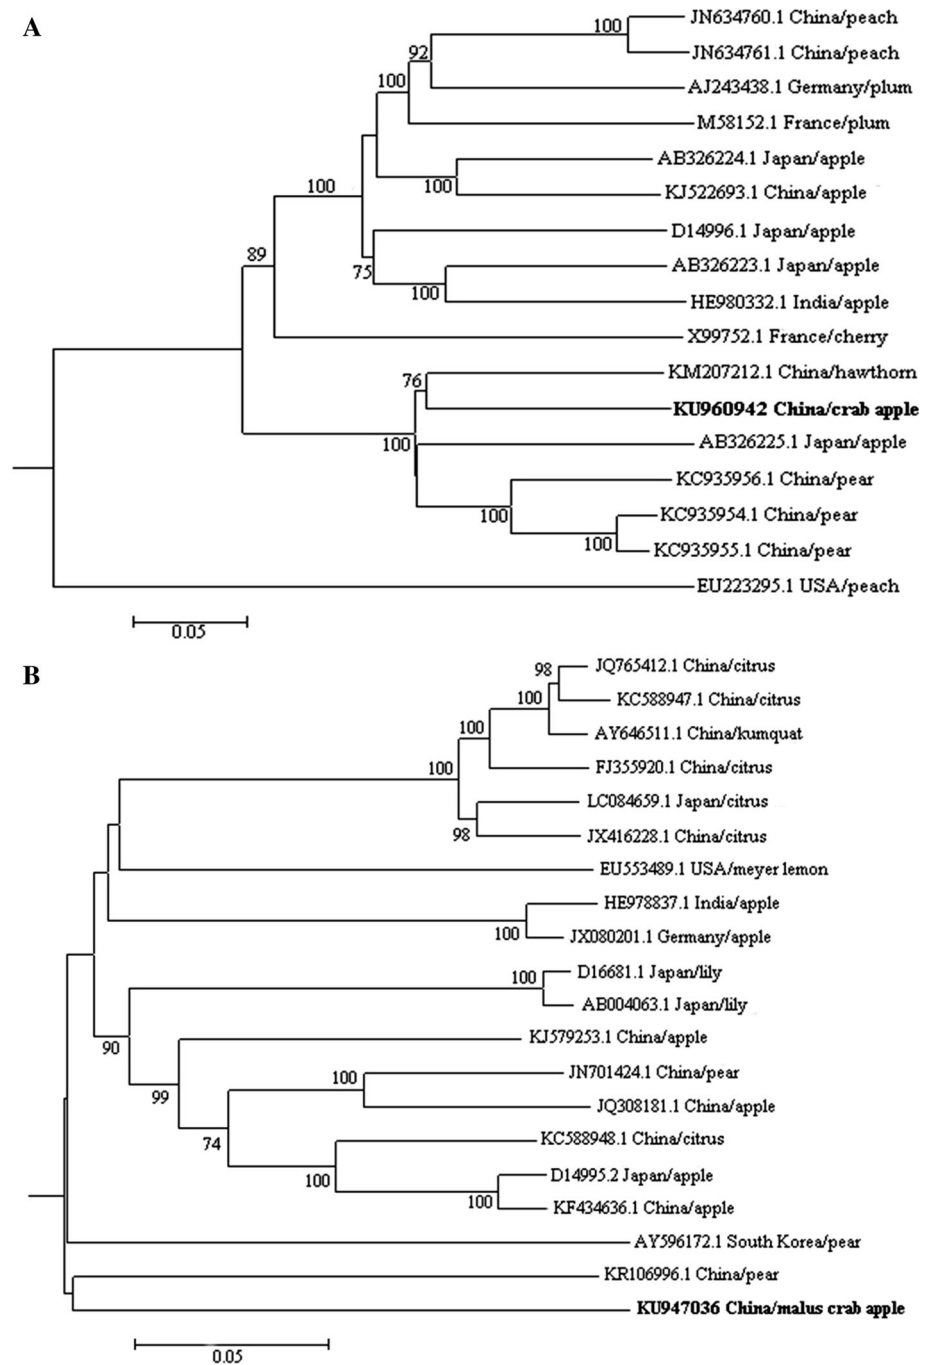 A
JN634760.1 China/peach
100
JN634761.1 China/peach
92
100
AJ243438.1 Germany/plum
M58152.1 France/plum
AB326224.1 Japan/apple
100
KJ522693.1 China/apple
100
D14996.1 Japan/apple
89
AB326223.1 Japan/apple
75
100
HE980332.1 India/apple
X99752.1 France/cherry
KM207212.1 China/hawthorn
76
KU960942 China/crab apple
100
AB326225.1 Japan/apple
KC935956.1 China/pear
100
KC935954.1 China/pear
100
KC935955.1 China/pear
EU223295.1 USA/peach
0.05
B
JQ765412.1 China/citrus
98
100
KC588947.1 China/citrus
100
AY646511.1 China/kumquat
100
FJ355920.1 China/citrus
LC084659.1 Japan/citrus
98
JX416228.1 China/citrus
EU553489.1 USA/meyer lemon
HE978837.1 India/apple
100
JX080201.1 Germany/apple
100
D16681.1 Japan/lily
AB004063.1 Japan/lily
90
KJ579253.1 China/apple
100
JN701424.1 China/pear
99
JQ308181.1 China/apple
74
KC588948.1 China/citrus
100
D14995.2 Japan/apple
100
KF434636.1 China/apple
AY596172.1 South Korea/pear
KR106996.1 China/pear
KU947036 China/malus crab apple
0.05